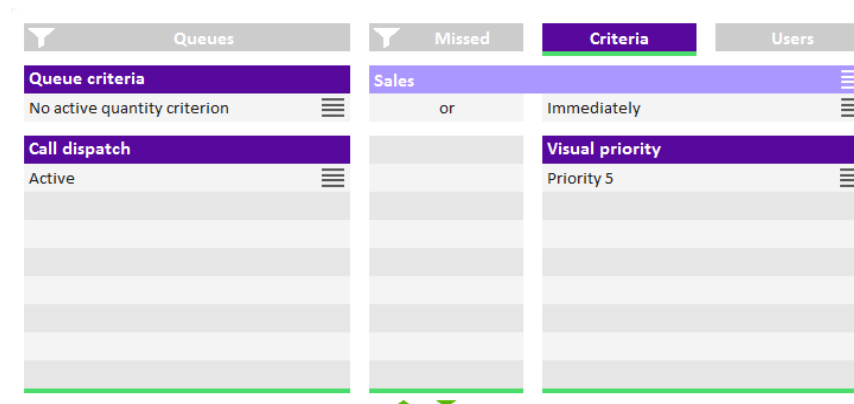 Queues Missed Criteria Users
Queue criteria Sales
No active quantity criterion or Immediately
Call dispatch Visual priority
Active Priority 5